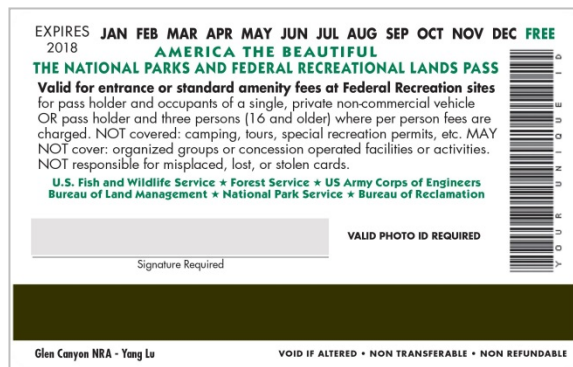 EXPIRES 2018 JAN FEB MAR APR MAY JUN JUL AUG SEP OCT NOV DEC FREE
AMERICA THE BEAUTIFUL
THE NATIONAL PARKS AND FEDERAL RECREATIONAL LANDS PASS
Valid for entrance or standard amenity fees at Federal Recreation sites
for pass holder and occupants of a single, private non-commercial vehicle
OR pass holder and three persons (16 and older) where per person fees are
charged. NOT covered: camping, tours, special recreation permits, etc. MAY
NOT cover: organized groups or concession operated facilities or activities.
NOT responsible for misplaced, lost, or stolen cards.
U.S. Fish and Wildlife Service ★ Forest Service ★ US Army Corps of Engineers
Bureau of Land Management ★ National Park Service ★ Bureau of Reclamation
VALID PHOTO ID REQUIRED
Signature Required
Glen Canyon NRA - Yang Lu
VOID IF ALTERED • NON TRANSFERABLE • NON REFUNDABLE
YOUR UNIQUE ID